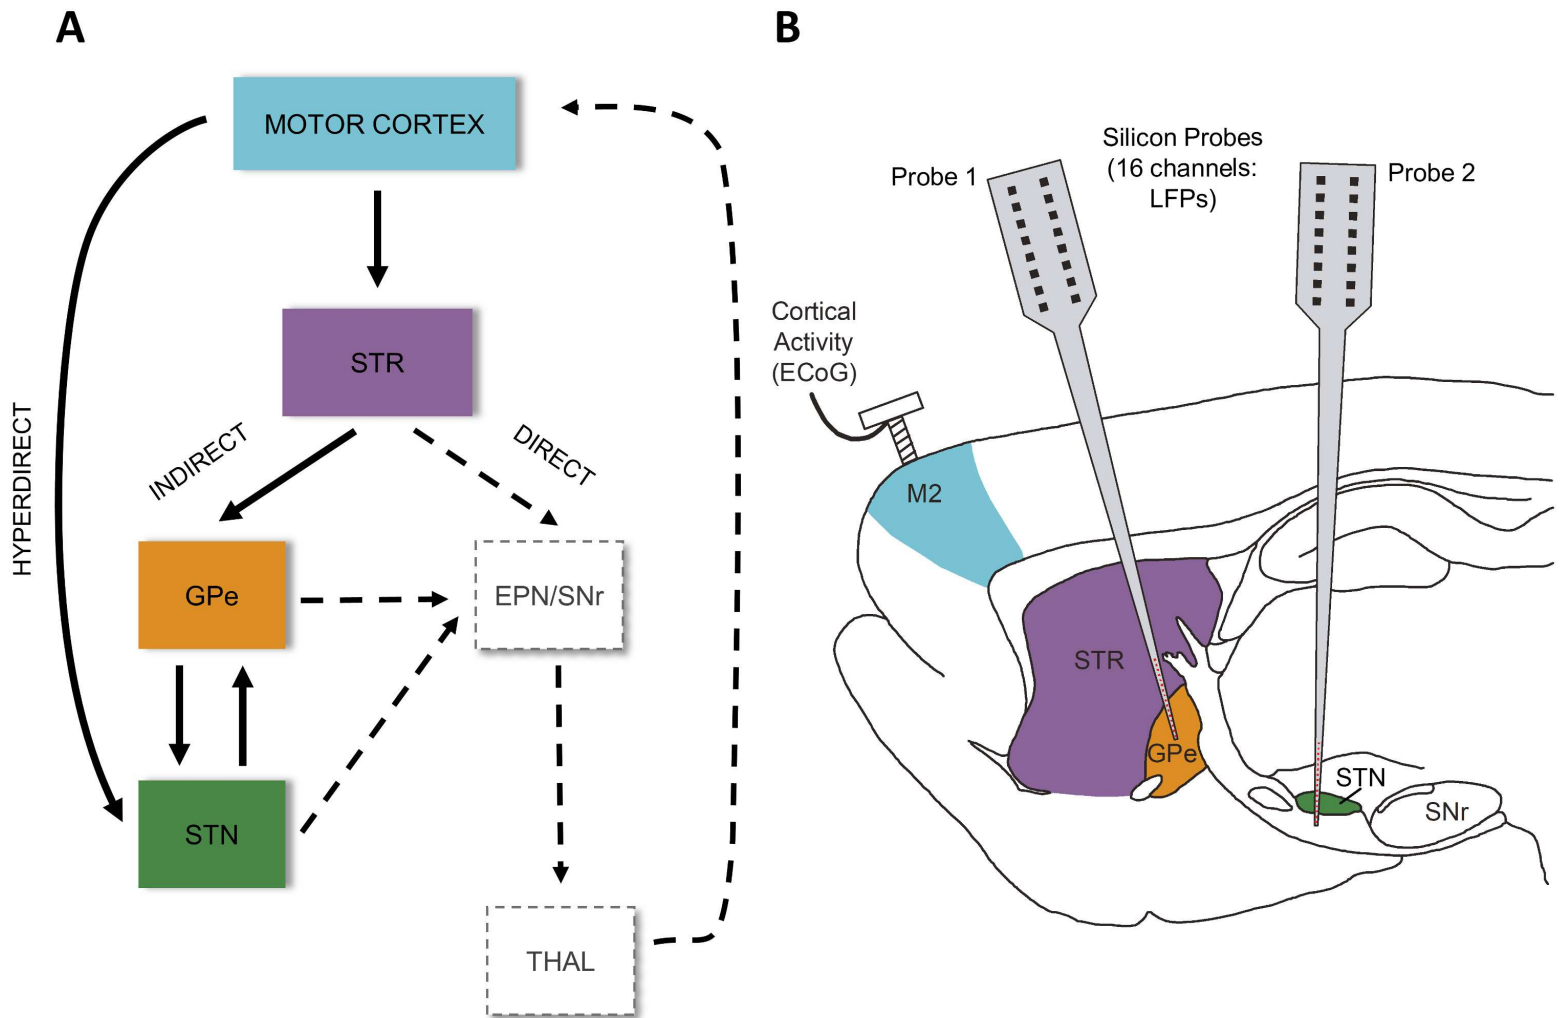 A
MOTOR CORTEX
STR
HYPERDIRECT
INDIRECT
DIRECT
GPe
EPN/SNr
STN
THAL
B
Silicon Probes
(16 channels:
LFPs)
Probe 1
Probe 2
Cortical
Activity
(ECoG)
M2
STR
GPe
STN
SNr